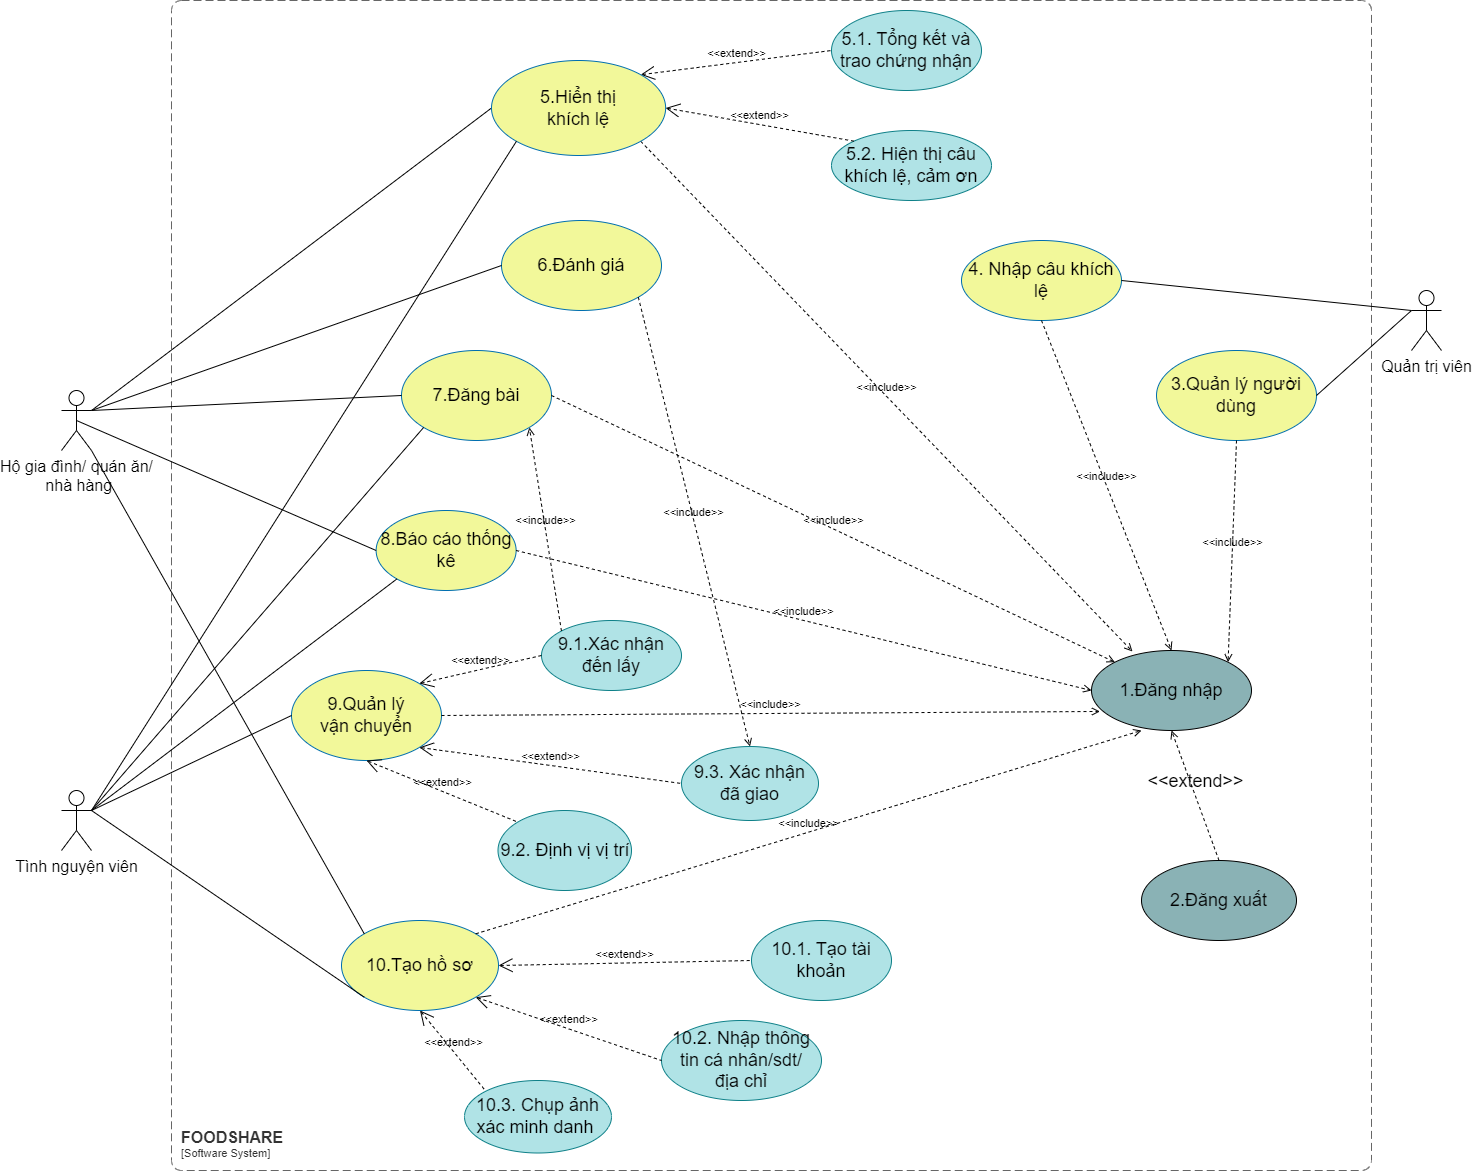 5.1. Tổng kết và
trao chứng nhận
<<extend>>
5.Hiển thị
khích lệ
<<extend>>
5.2. Hiện thị câu
khích lệ, cảm ơn
6.Đánh giá
4. Nhập câu khích
lệ
Quản trị viên
3.Quản lý người
dùng
<<include>>
7.Đăng bài
Hộ gia đình/ quán ăn/
nhà hàng
<<include>>
<<include>>
<<include>>
<<include>>
8.Báo cáo thống
kê
<<include>>
<<include>>
9.1.Xác nhận
đến lấy
<<extend>>
1.Đăng nhập
9.Quản lý
vận chuyển
<<include>>
<<extend>>
9.3. Xác nhận
đã giao
<<extend>>
<<extend>>
<<include>>
9.2. Định vị vị trí
Tình nguyện viên
2.Đăng xuất
10.Tạo hồ sơ
<<extend>>
10.1. Tạo tài
khoản
<<extend>>
10.2. Nhập thông
tin cá nhân/sdt/
địa chỉ
<<extend>>
10.3. Chụp ảnh
xác minh danh
FOODSHARE
[Software System]